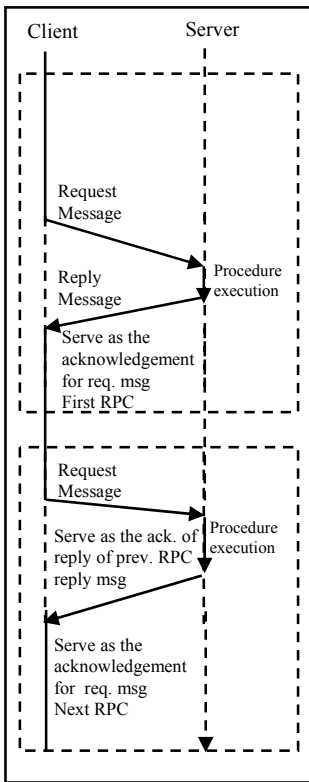 Client
Server
Request
Message
Procedure
execution
Reply
Message
Serve as the
acknowledgement
for req. msg
First RPC
Request
Message
Procedure
execution
Serve as the ack. of
reply of prev. RPC
reply msg
Serve as the
acknowledgement
for req. msg
Next RPC